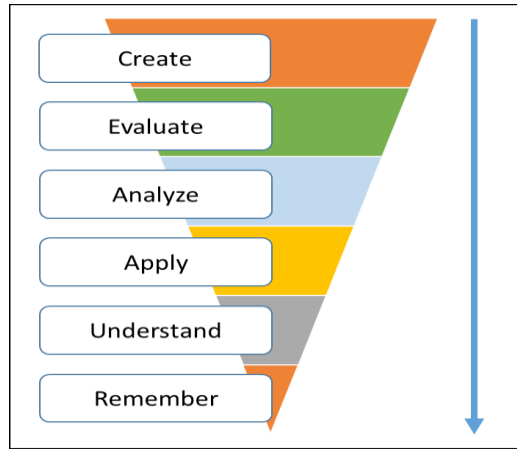 Create
Evaluate
Analyze
Apply
Understand
Remember